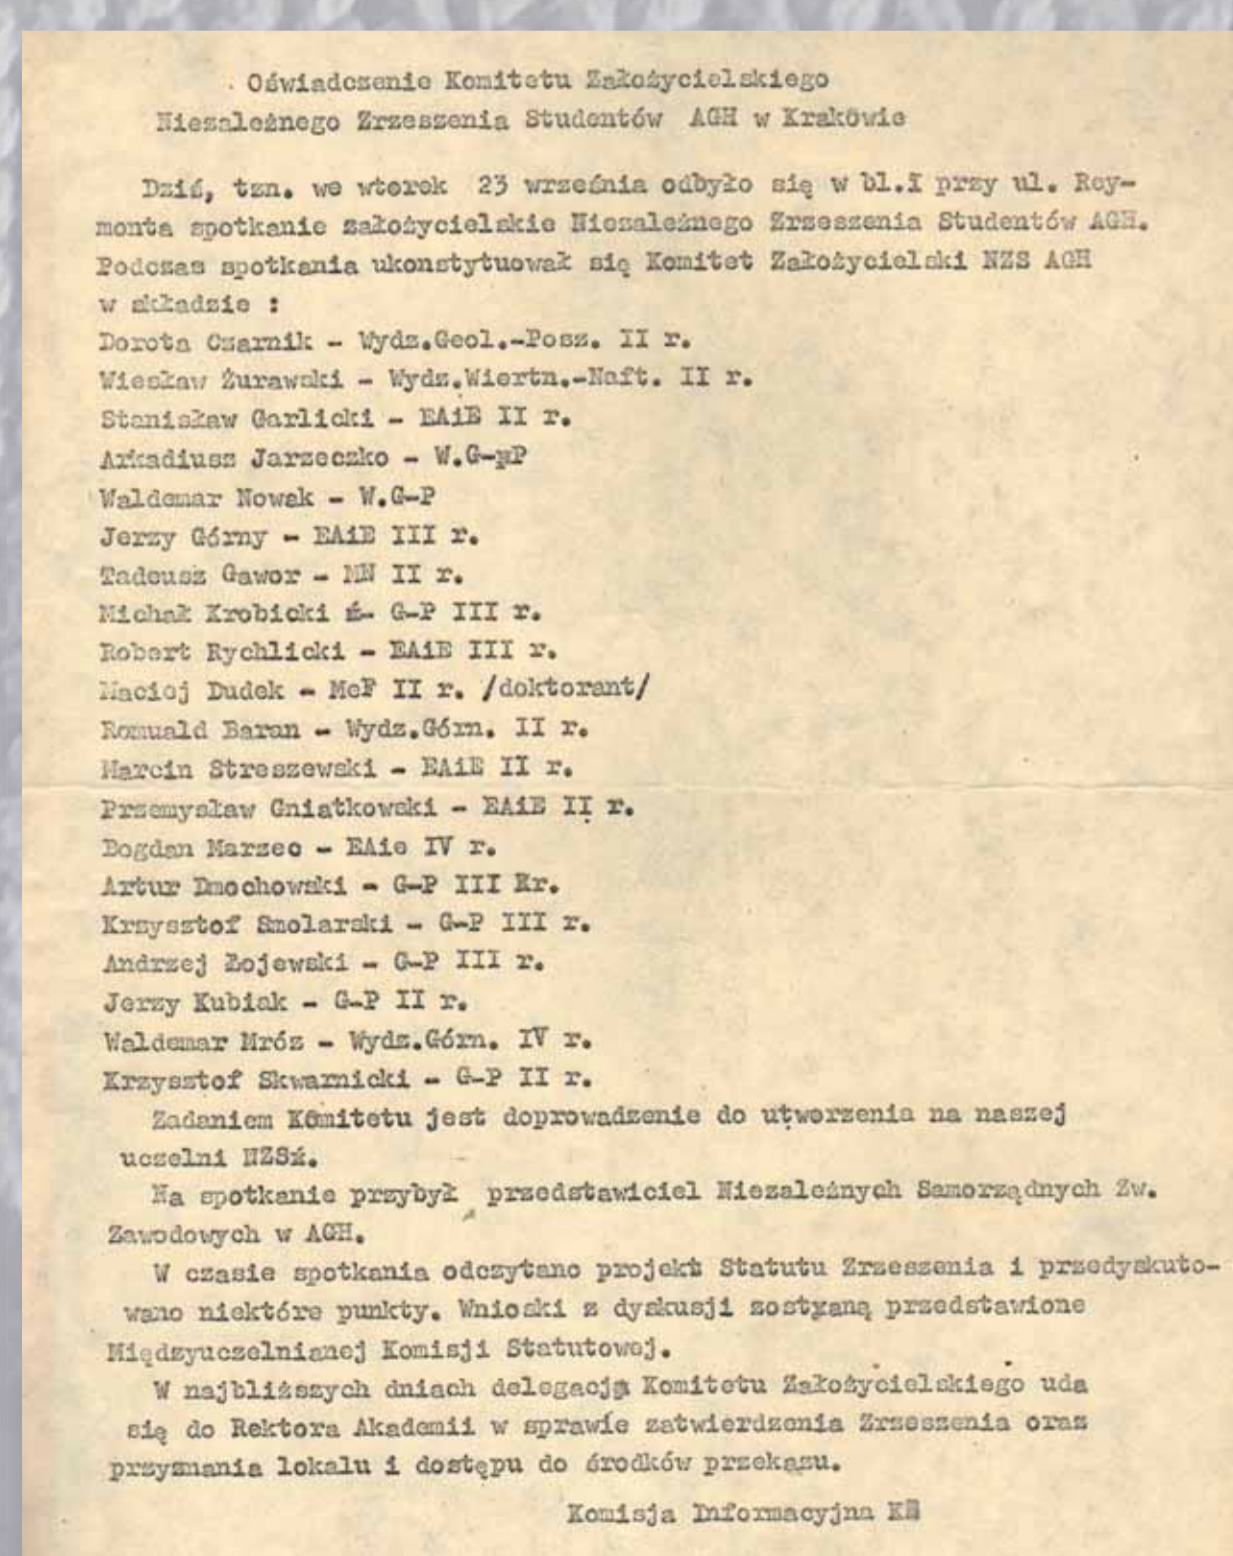 Oświadczenie Komitetu Założycielskiego
Niezależnego Zrzeszenia Studentów AGH w Krakowie
Dziś, tzn. we wtorek 23 września odbyło się w bl.I przy ul. Rey-
monta spotkanie założycielskie Niezależnego Zrzeszenia Studentów AGH.
Podczas spotkania ukonstytuował się Komitet Założycielski NZS AGH
w składzie :
Dorota Czarnik - Wydz.Geol.-Posz. II r.
Wiesław Żurawski - Wydz.Wiertn.-Naft. II r.
Stanisław Garlicki - EAiE II r.
Arkadiusz Jarzeczko - W.G-P
Waldemar Nowak - W.G-P
Jerzy Górny - EAiE III r.
Tadeusz Gawor - MN II r.
Michał Krobicki - G-P III r.
Robert Rychlicki - EAiE III r.
Maciej Dudek - MeF II r. /doktorant/
Romuald Baran - Wydz.Górn. II r.
Marcin Streszewski - EAiE II r.
Przemysław Gniatkowski - EAiE II r.
Bogdan Marzec - EAie IV r.
Artur Dmochowski - G-P III Rr.
Krzysztof Smolarski - G-P III r.
Andrzej Łojewski - G-P III r.
Jerzy Kubiak - G-P II r.
Waldemar Mróz - Wydz.Górn. IV r.
Krzysztof Skwarnicki - G-P II r.
Zadaniem Komitetu jest doprowadzenie do utworzenia na naszej
uczelni NZS.
Na spotkanie przybył przedstawiciel Niezależnych Samorządnych Zw.
Zawodowych w AGH.
W czasie spotkania odczytano projekt Statutu Zrzeszenia i przedyskuto-
wano niektóre punkty. Wnioski z dyskusji zostaną przedstawione
Międzyuczelnianej Komisji Statutowej.
W najbliższych dniach delegacja Komitetu Założycielskiego uda
się do Rektora Akademii w sprawie zatwierdzenia Zrzeszenia oraz
przyznania lokalu i dostępu do środków przekazu.
Komisja Informacyjna